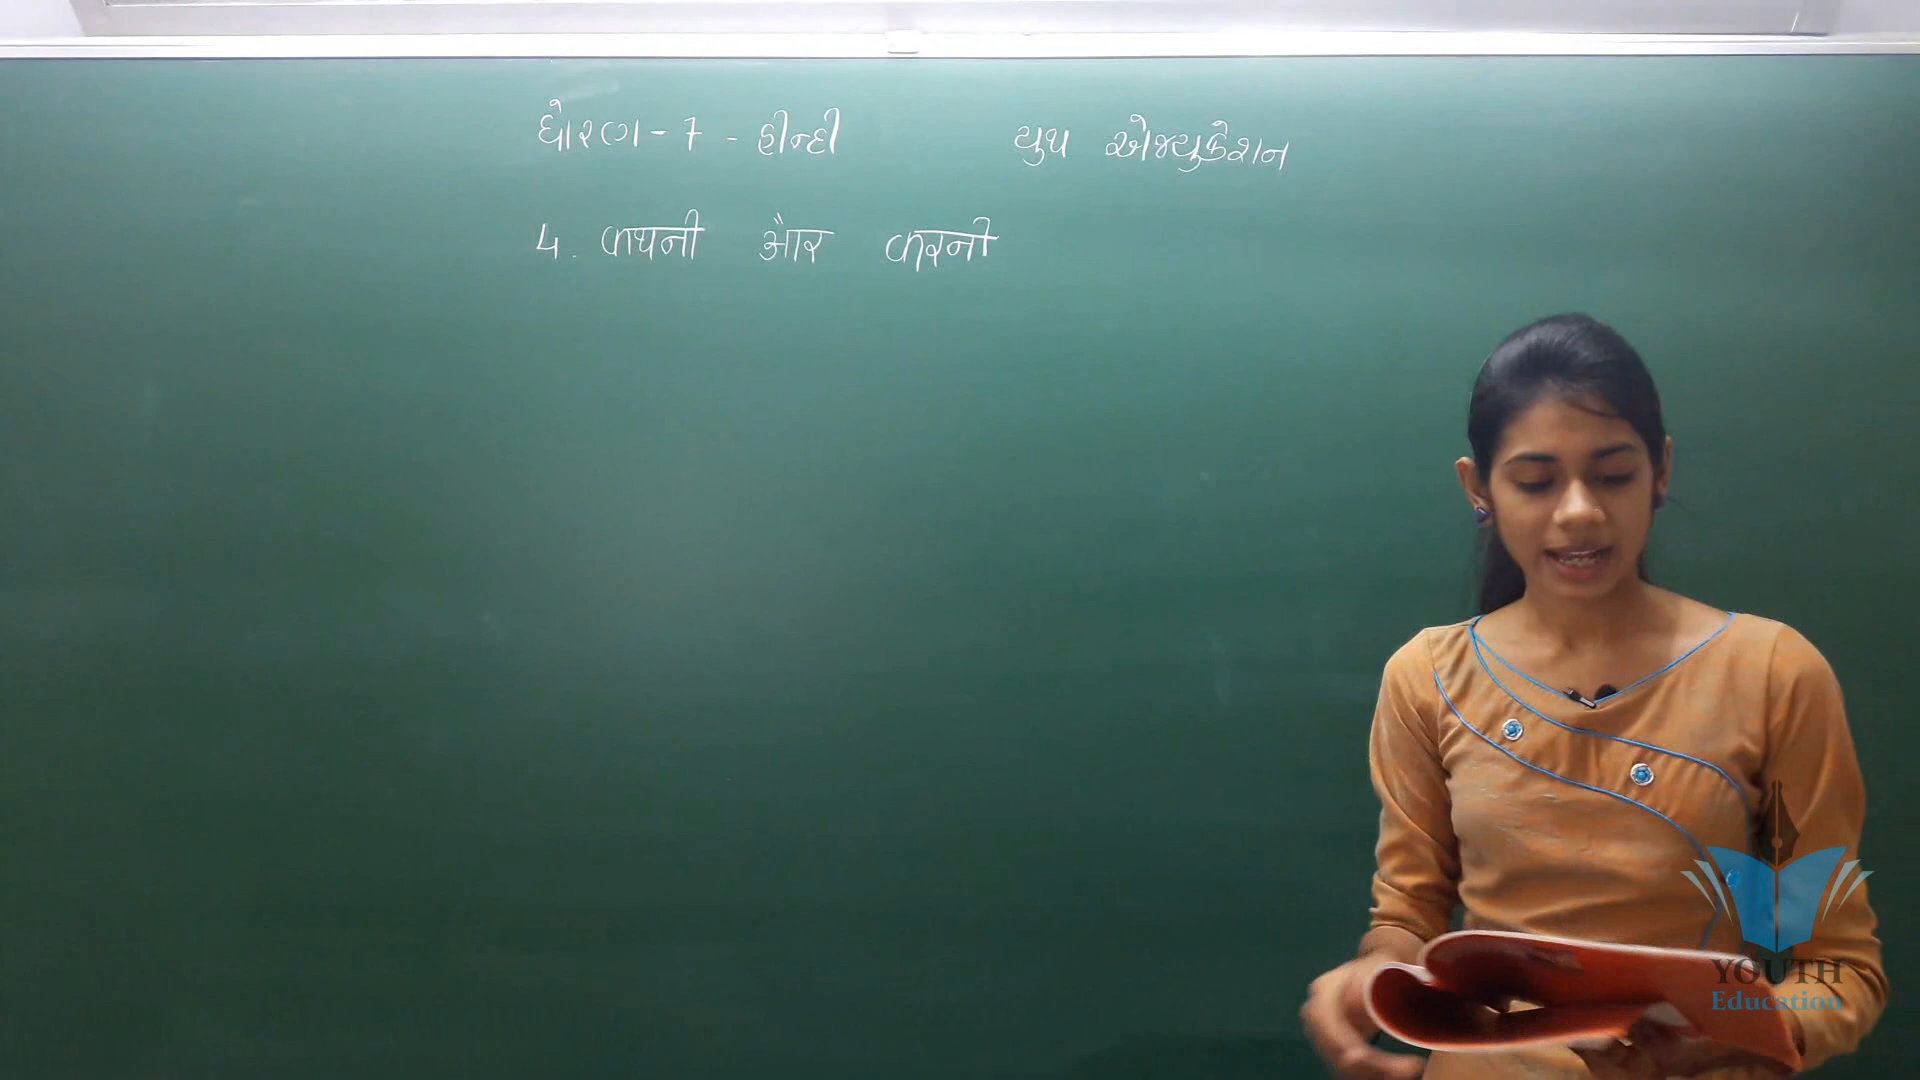 ધોરણ - 7 - હીન્દી યુથ એજ્યુકેશન
4. कथनी और करनी
YOUTH
Education